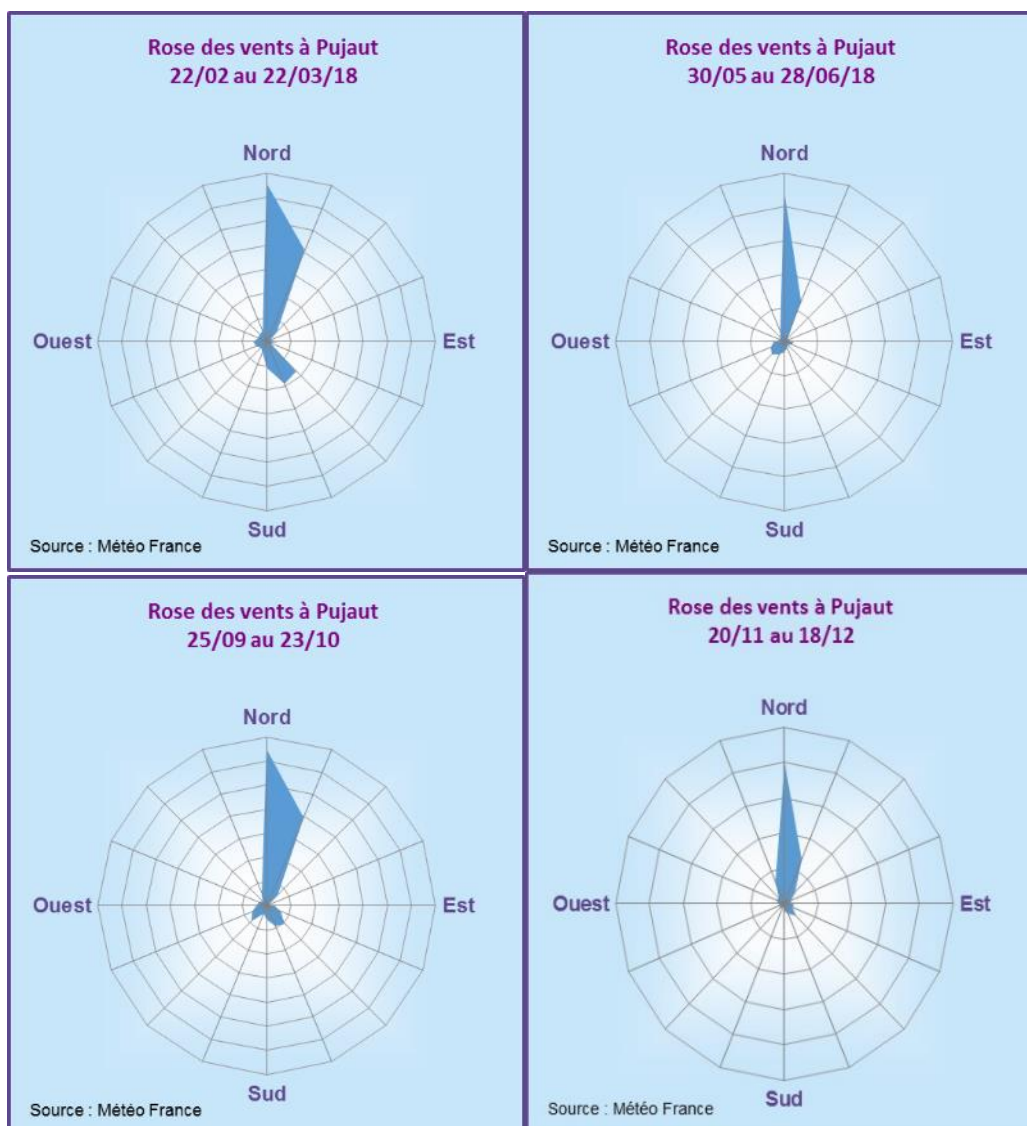 Rose des vents à Pujaut
22/02 au 22/03/18
Nord
Ouest
Est
Sud
Source : Météo France
Rose des vents à Pujaut
30/05 au 28/06/18
Nord
Ouest
Est
Sud
Source : Météo France
Rose des vents à Pujaut
25/09 au 23/10
Nord
Ouest
Est
Sud
Source : Météo France
Rose des vents à Pujaut
20/11 au 18/12
Nord
Ouest
Est
Sud
Source : Météo France